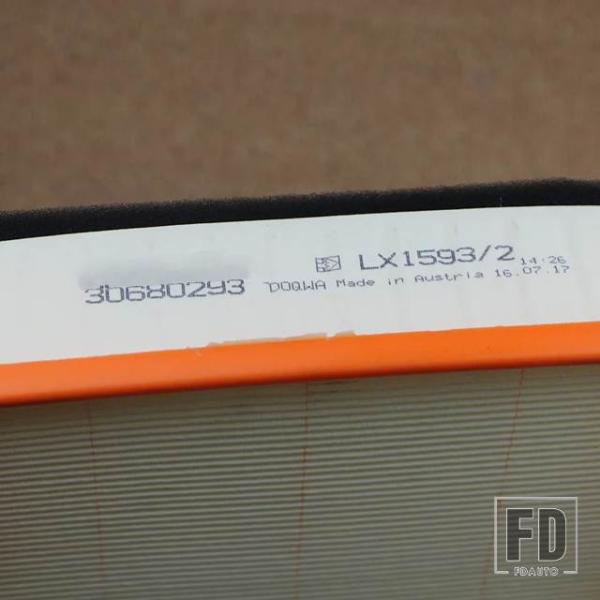 LX1593/2 14:26
30680293 DOQWA Made in Austria 16.07.17
FD
FDAUTO